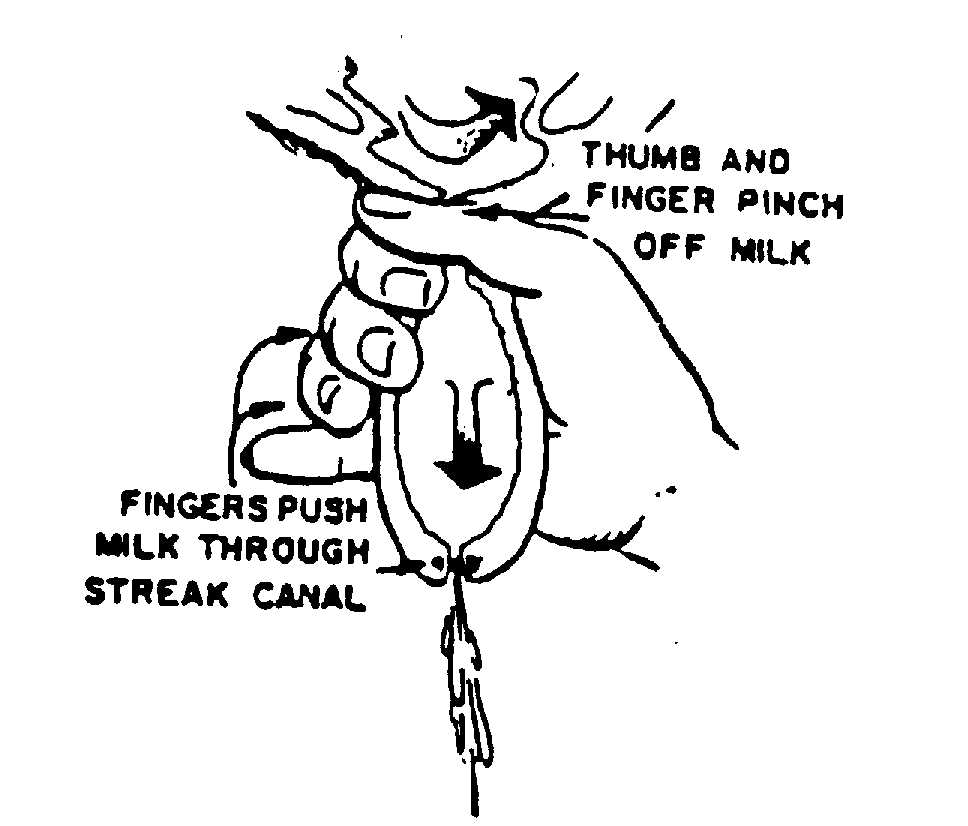 THUMB AND
FINGER PINCH
OFF MILK
FINGERS PUSH
MILK THROUGH
STREAK CANAL